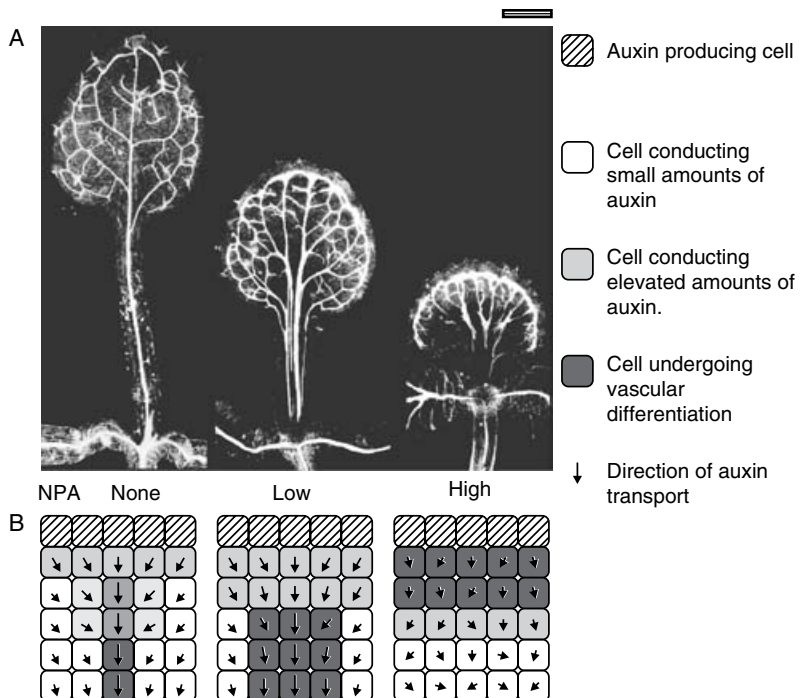 A
Auxin producing cell
Cell conducting
small amounts of
auxin
Cell conducting
elevated amounts of
auxin.
Cell undergoing
vascular
differentiation
Direction of auxin
transport
NPA None Low High
B